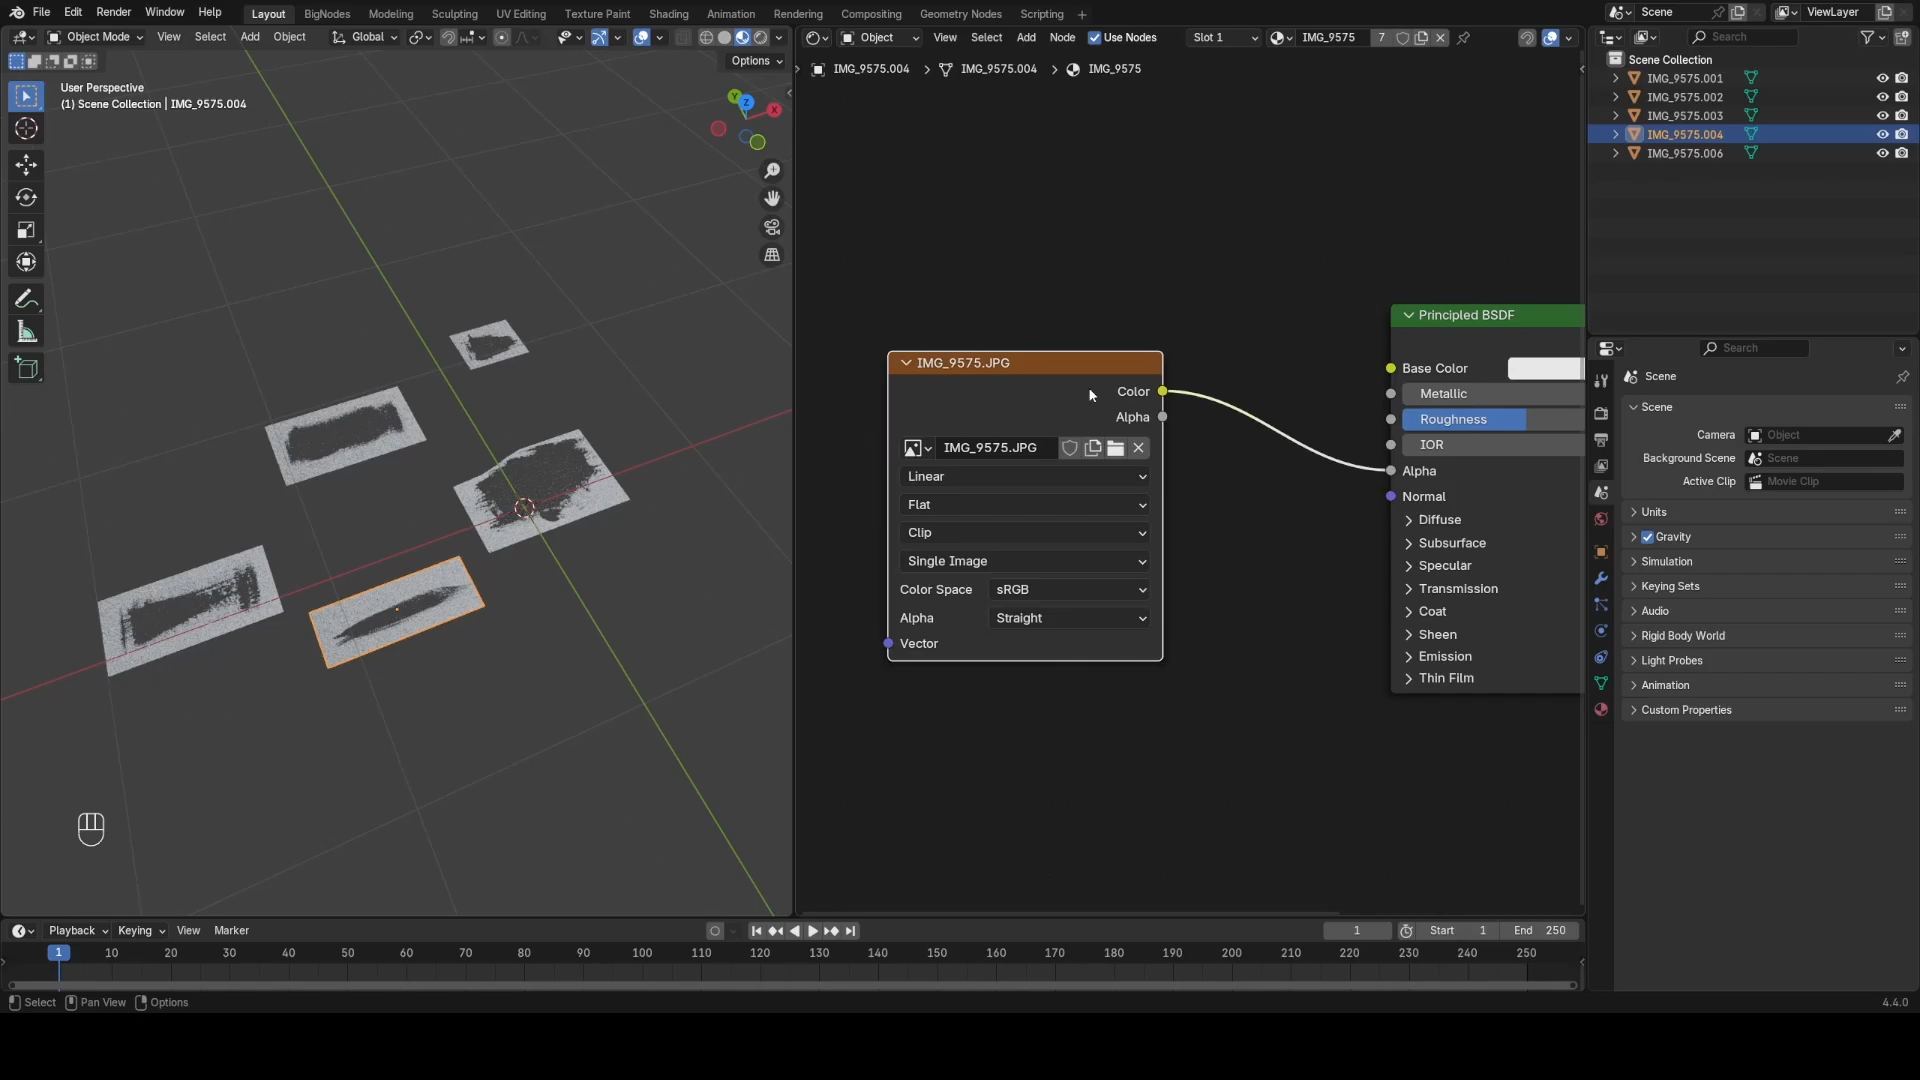 File Edit Render Window Help Layout BigNodes Modeling Sculpting UV Editing Texture Paint Shading Animation Rendering Compositing Geometry Nodes Scripting + Scene ViewLayer
Object Mode View Select Add Object Global
Options
User Perspective
(1) Scene Collection | IMG_9575.004
Y
Z
X
Object View Select Add Node Use Nodes Slot 1 IMG_9575 7
IMG_9575.004 > IMG_9575.004 > IMG_9575
IMG_9575.JPG
Color
Alpha
IMG_9575.JPG
Linear
Flat
Clip
Single Image
Color Space sRGB
Alpha Straight
Vector
Principled BSDF
Base Color
Metallic
Roughness
IOR
Alpha
Normal
Diffuse
Subsurface
Specular
Transmission
Coat
Sheen
Emission
Thin Film
Search
Scene Collection
IMG_9575.001
IMG_9575.002
IMG_9575.003
IMG_9575.004
IMG_9575.006
Search
Scene
Scene
Camera Object
Background Scene Scene
Active Clip Movie Clip
Units
Gravity
Simulation
Keying Sets
Audio
Rigid Body World
Light Probes
Animation
Custom Properties
Playback Keying View Marker 1 Start 1 End 250
1 10 20 30 40 50 60 70 80 90 100 110 120 130 140 150 160 170 180 190 200 210 220 230 240 250
Select Pan View Options 4.4.0